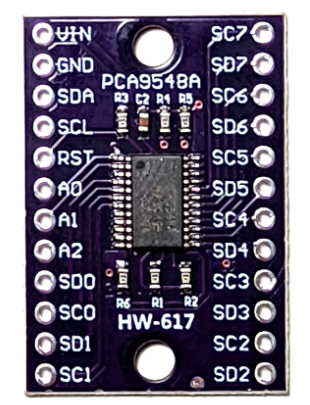 VIN
GND
SDA
SCL
RST
A0
A1
A2
SD0
SC0
SD1
SC1
PCA9548A
R3 C2 R4 R5
R6 R1 R2
HW-617
SC7
SD7
SC6
SD6
SC5
SD5
SC4
SD4
SC3
SD3
SC2
SD2